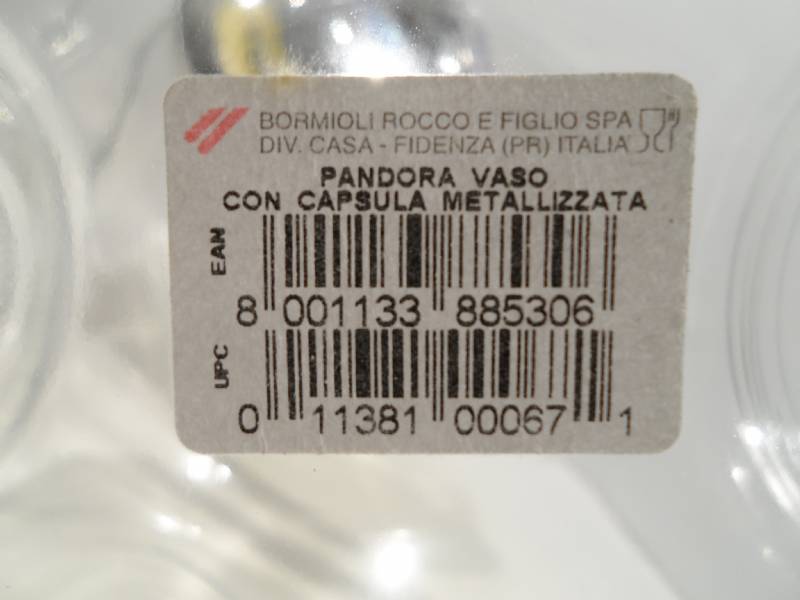 BORMIOLI ROCCO E FIGLIO SPA
DIV. CASA - FIDENZA (PR) ITALIA
PANDORA VASO
CON CAPSULA METALLIZZATA
EAN
8 001133 885306
UPC
0 11381 00067 1